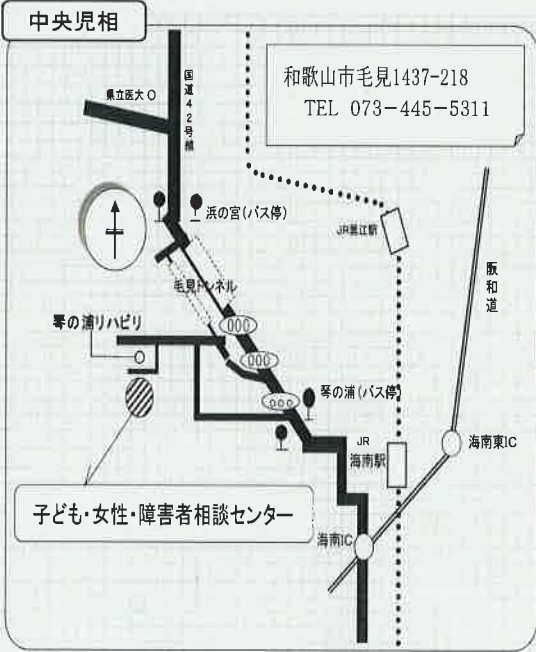 中央児相
和歌山市毛見1437-218
TEL 073-445-5311
国道42号線
県立医大
浜の宮(バス停)
JR黒江駅
阪和道
毛見トンネル
琴の浦リハビリ
琴の浦(バス停)
JR
海南駅
海南東IC
子ども・女性・障害者相談センター
海南IC